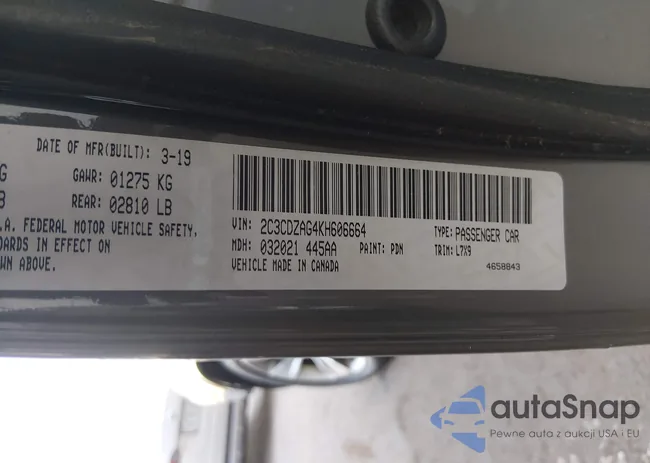 DATE OF MFR(BUILT): 3-19
G GAWR: 01275 KG
REAR: 02810 LB
.A. FEDERAL MOTOR VEHICLE SAFETY,
DARDS IN EFFECT ON
WN ABOVE.
VIN: 2C3CDZAG4KH606664 TYPE: PASSENGER CAR
MDH: 032021 445AA PAINT: PDN TRIM: L7X9
VEHICLE MADE IN CANADA 4658843
autaSnap
Pewne auta z aukcji USA i EU